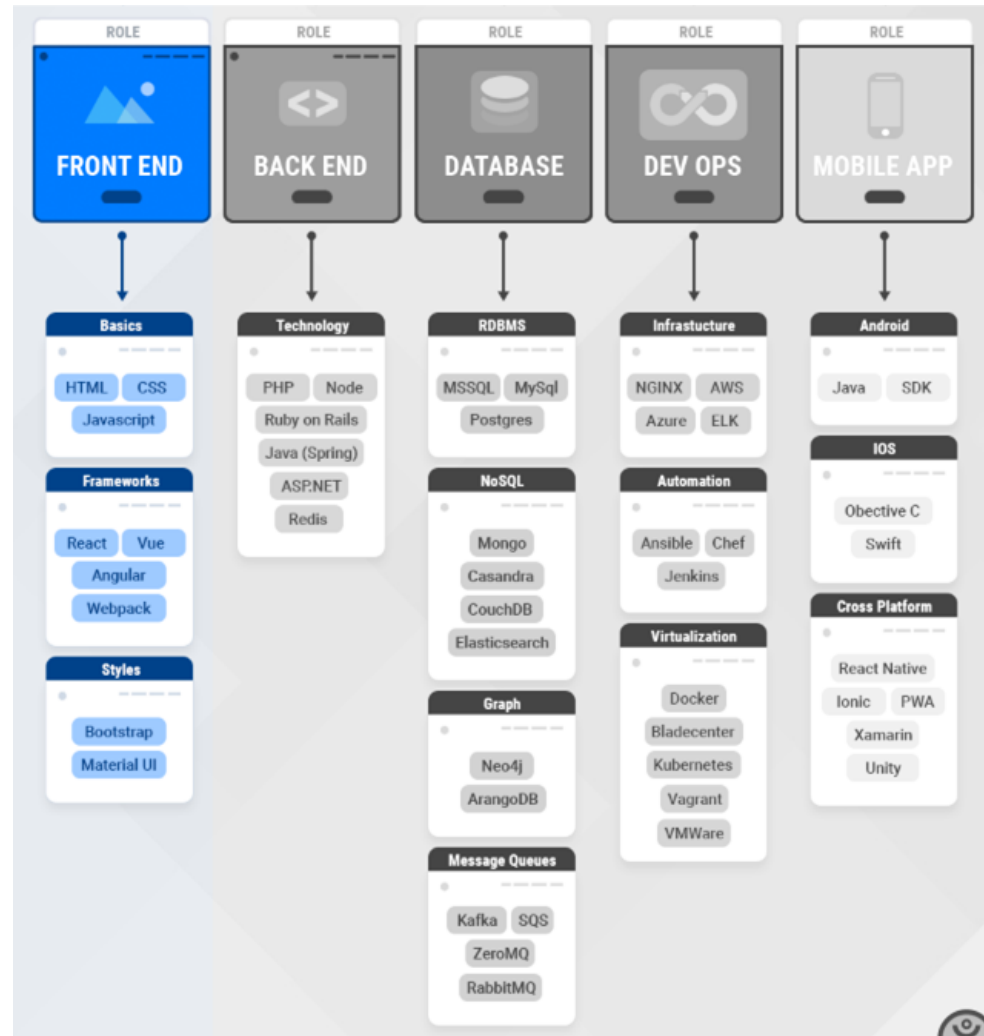 ROLE
FRONT END
Basics
HTML CSS
Javascript
Frameworks
React Vue
Angular
Webpack
Styles
Bootstrap
Material UI
ROLE
BACK END
Technology
PHP Node
Ruby on Rails
Java (Spring)
ASP.NET
Redis
ROLE
DATABASE
RDBMS
MSSQL MySql
Postgres
NoSQL
Mongo
Casandra
CouchDB
Elasticsearch
Graph
Neo4j
ArangoDB
Message Queues
Kafka SQS
ZeroMQ
RabbitMQ
ROLE
DEV OPS
Infrastucture
NGINX AWS
Azure ELK
Automation
Ansible Chef
Jenkins
Virtualization
Docker
Bladecenter
Kubernetes
Vagrant
VMWare
ROLE
MOBILE APP
Android
Java SDK
IOS
Obective C
Swift
Cross Platform
React Native
Ionic PWA
Xamarin
Unity